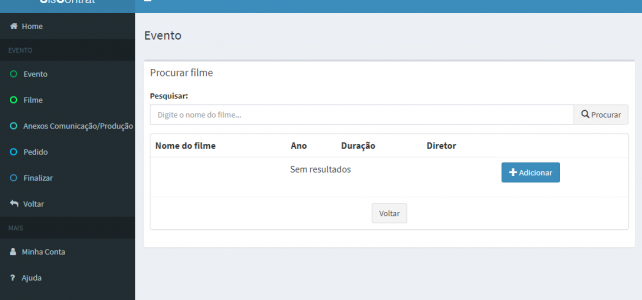 SisContrat
Home
EVENTO
Evento
Filme
Anexos Comunicação/Produção
Pedido
Finalizar
Voltar
MAIS
Minha Conta
Ajuda
Evento
Procurar filme
Pesquisar:
Digite o nome do filme... Procurar
Nome do filme Ano Duração Diretor
Sem resultados Adicionar
Voltar